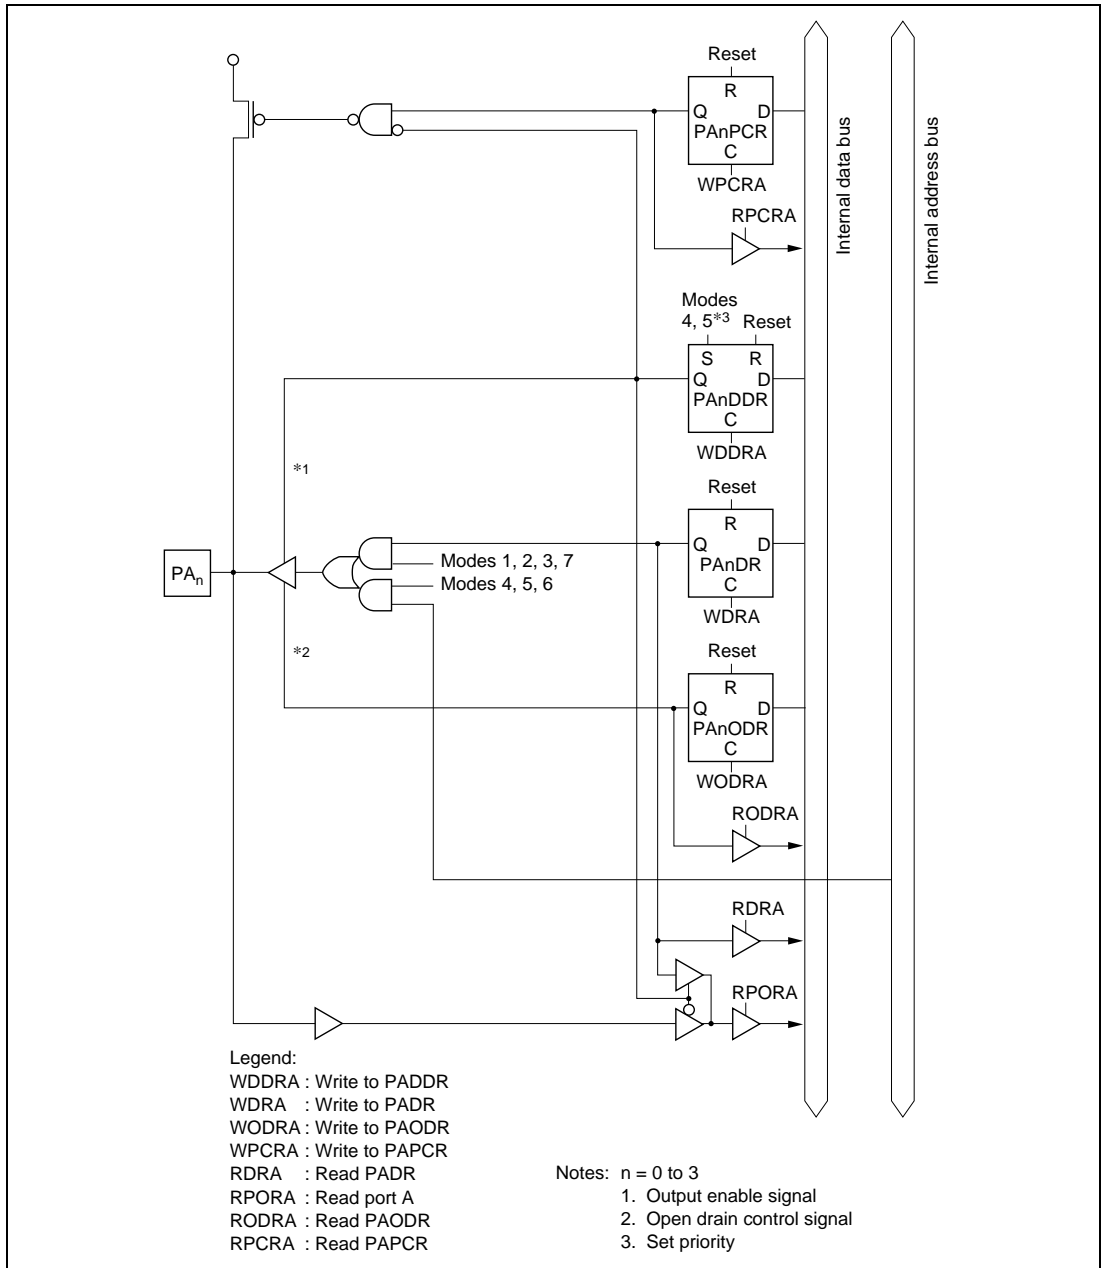 Reset
R
Q D
PAnPCR
C
WPCRA
RPCRA
Internal data bus
Internal address bus
Modes
4, 5*3 Reset
S R
Q D
PAnDDR
C
WDDRA
*1
Reset
R
Q D
PAnDR
C
WDRA
Modes 1, 2, 3, 7
Modes 4, 5, 6
PAn
*2
Reset
R
Q D
PAnODR
C
WODRA
RODRA
RDRA
RPORA
Legend:
WDDRA : Write to PADDR
WDRA : Write to PADR
WODRA : Write to PAODR
WPCRA : Write to PAPCR
RDRA : Read PADR
RPORA : Read port A
RODRA : Read PAODR
RPCRA : Read PAPCR
Notes: n = 0 to 3
1. Output enable signal
2. Open drain control signal
3. Set priority